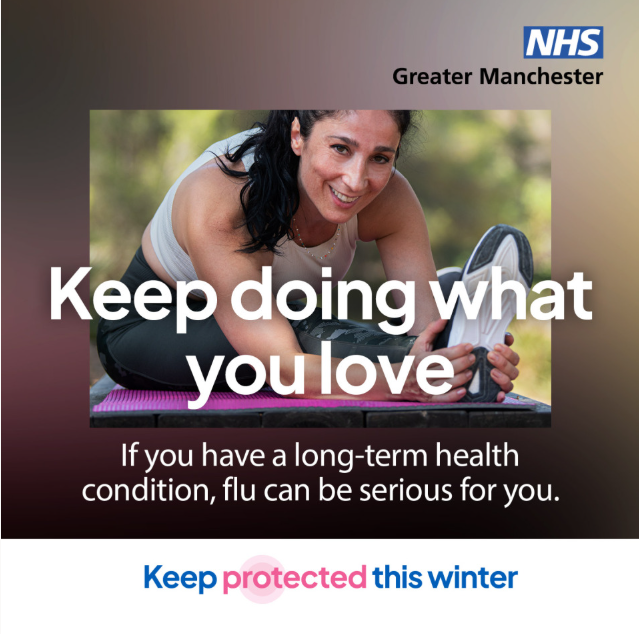 NHS
Greater Manchester
Keep doing what
you love
If you have a long-term health
condition, flu can be serious for you.
Keep protected this winter